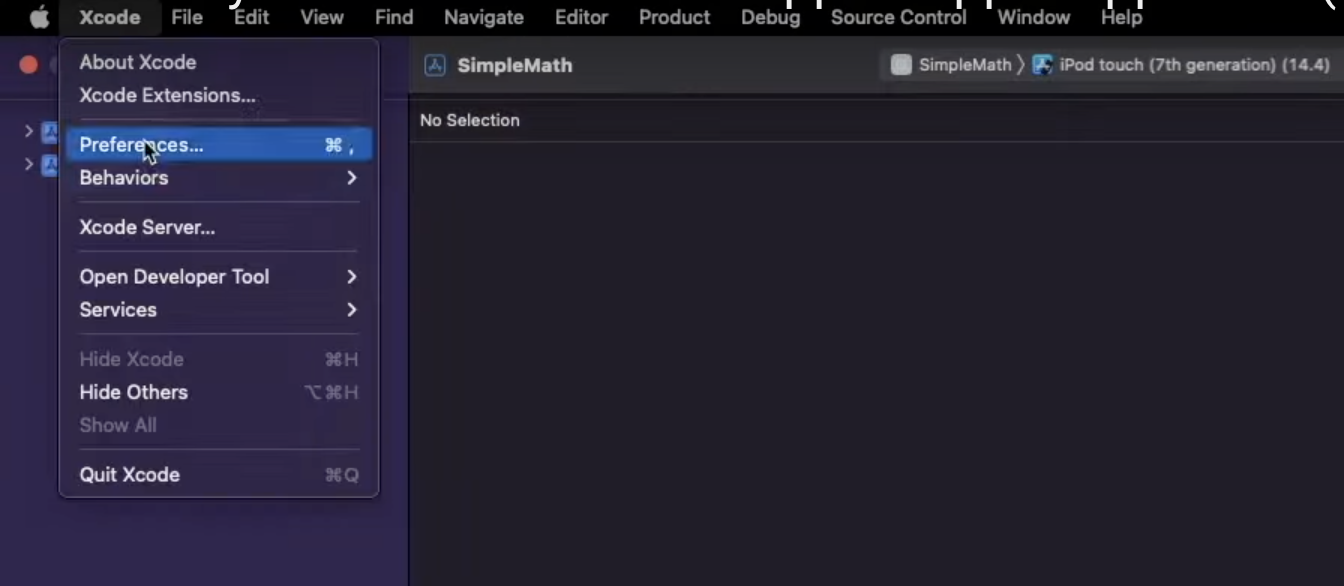 Xcode File Edit View Find Navigate Editor Product Debug Source Control Window Help
About Xcode
Xcode Extensions...
Preferences... ⌘ ,
Behaviors
Xcode Server...
Open Developer Tool
Services
Hide Xcode ⌘H
Hide Others ⌥⌘H
Show All
Quit Xcode ⌘Q
SimpleMath
SimpleMath 〉 iPod touch (7th generation) (14.4)
No Selection